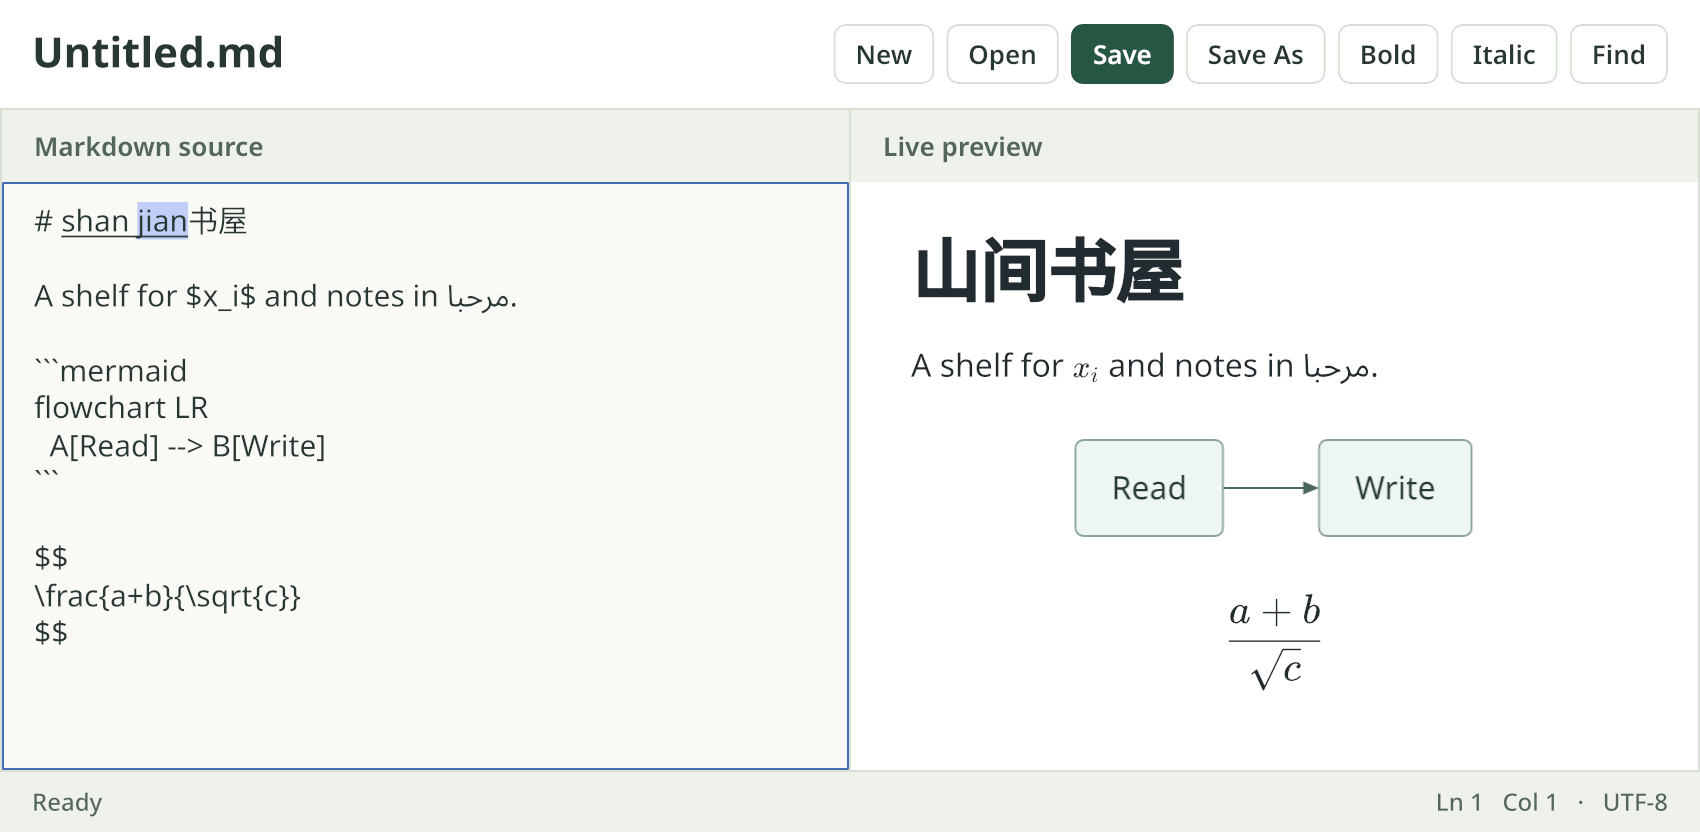 Untitled.md
New Open Save Save As Bold Italic Find
Markdown source
# shan jian书屋
A shelf for $x_i$ and notes in مرحبا.
```mermaid
flowchart LR
  A[Read] --> B[Write]
```
$$
\frac{a+b}{\sqrt{c}}
$$
Live preview
山间书屋
A shelf for x_i and notes in مرحبا.
Read Write
a + b
√c
Ready
Ln 1 Col 1 · UTF-8